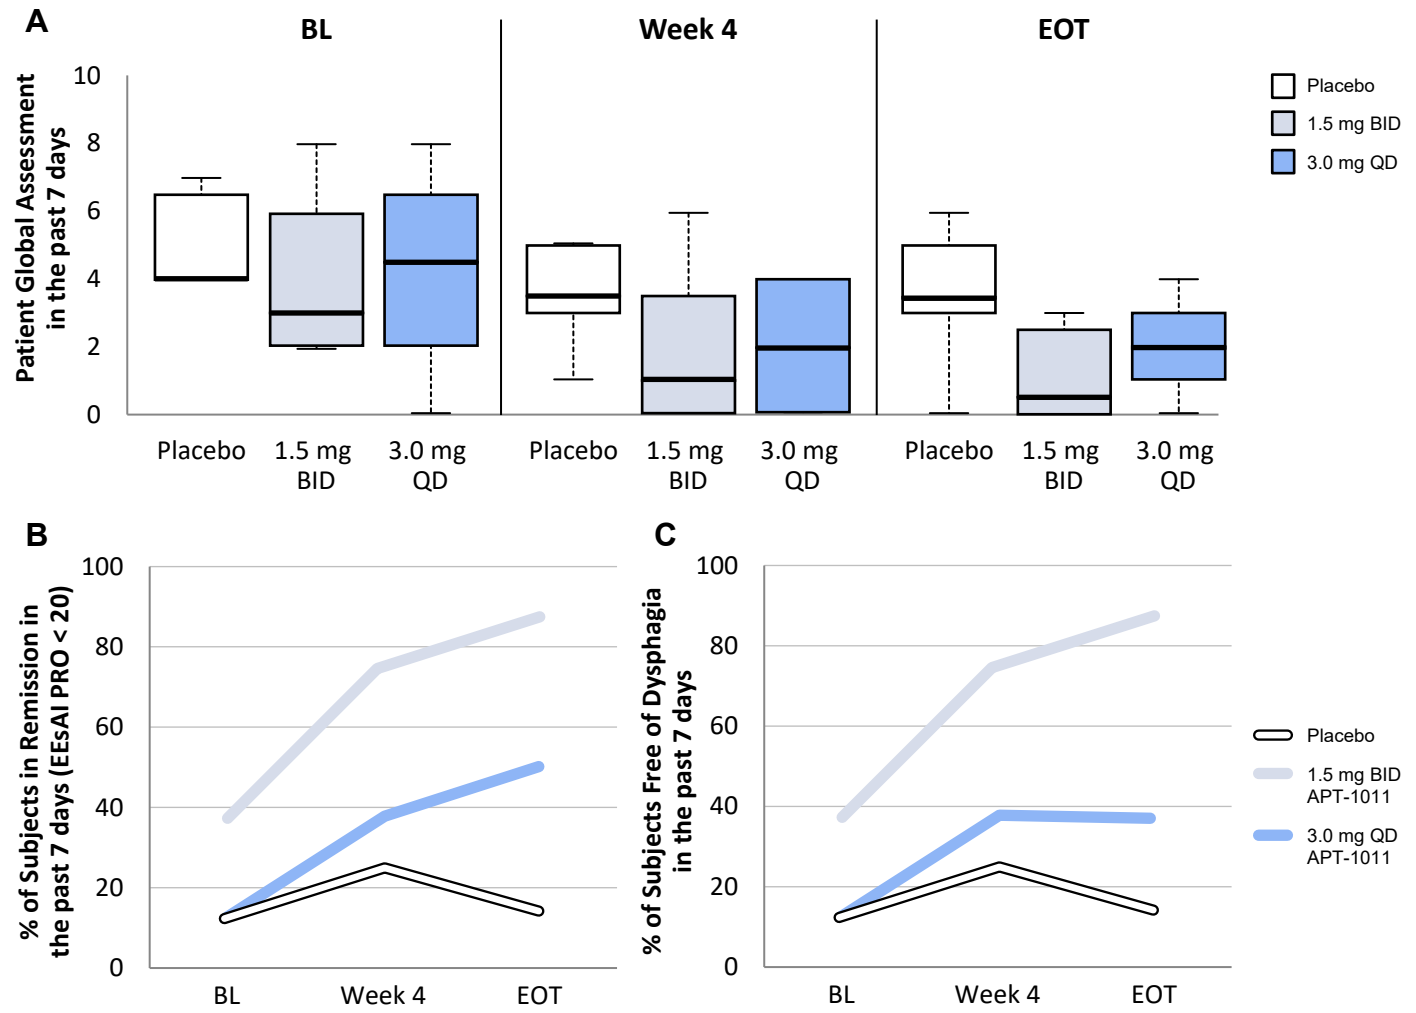 A
BL
Week 4
EOT
Patient Global Assessment
in the past 7 days
10
8
6
4
2
0
Placebo
1.5 mg
BID
3.0 mg
QD
Placebo
1.5 mg
BID
3.0 mg
QD
Placebo
1.5 mg
BID
3.0 mg
QD
Placebo
1.5 mg BID
3.0 mg QD
B
% of Subjects in Remission in
the past 7 days (EEsAI PRO < 20)
100
80
60
40
20
0
BL
Week 4
EOT
C
% of Subjects Free of Dysphagia
in the past 7 days
100
80
60
40
20
0
BL
Week 4
EOT
Placebo
1.5 mg BID
APT-1011
3.0 mg QD
APT-1011